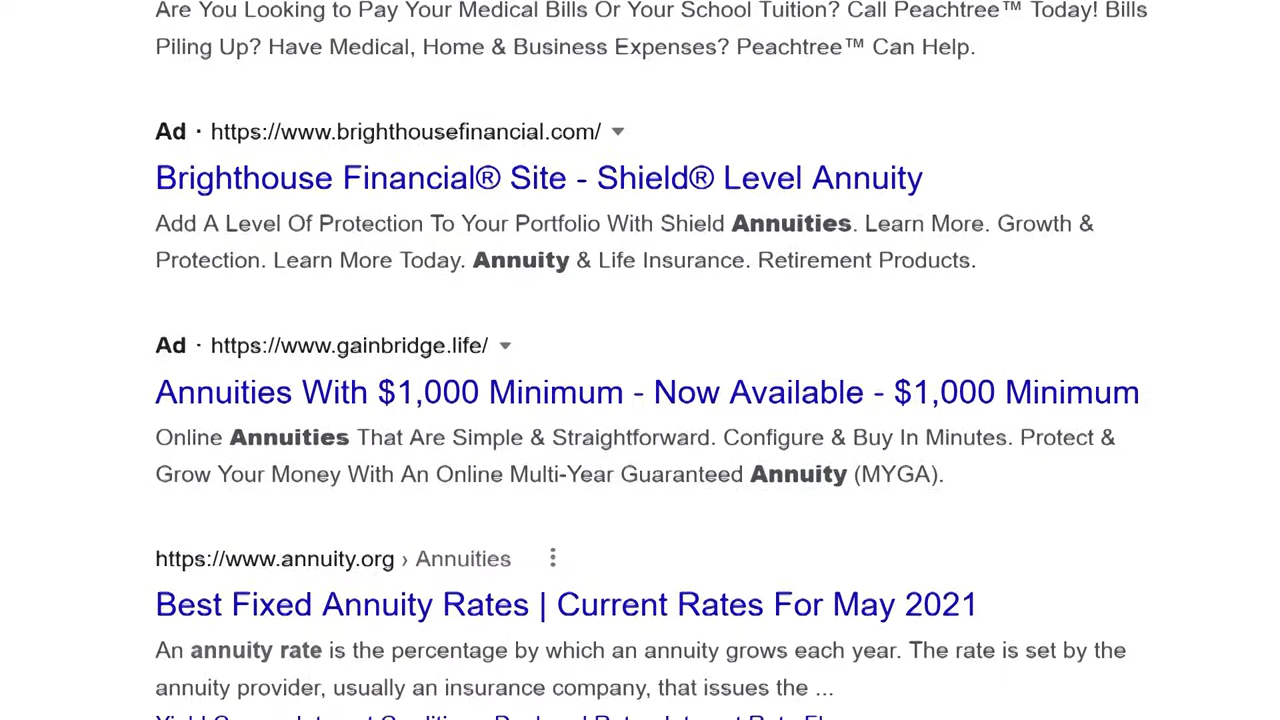 Are You Looking to Pay Your Medical Bills Or Your School Tuition? Call Peachtree™ Today! Bills
Piling Up? Have Medical, Home & Business Expenses? Peachtree™ Can Help.
Ad · https://www.brighthousefinancial.com/
Brighthouse Financial® Site - Shield® Level Annuity
Add A Level Of Protection To Your Portfolio With Shield Annuities. Learn More. Growth &
Protection. Learn More Today. Annuity & Life Insurance. Retirement Products.
Ad · https://www.gainbridge.life/
Annuities With $1,000 Minimum - Now Available - $1,000 Minimum
Online Annuities That Are Simple & Straightforward. Configure & Buy In Minutes. Protect &
Grow Your Money With An Online Multi-Year Guaranteed Annuity (MYGA).
https://www.annuity.org › Annuities
Best Fixed Annuity Rates | Current Rates For May 2021
An annuity rate is the percentage by which an annuity grows each year. The rate is set by the
annuity provider, usually an insurance company, that issues the ...